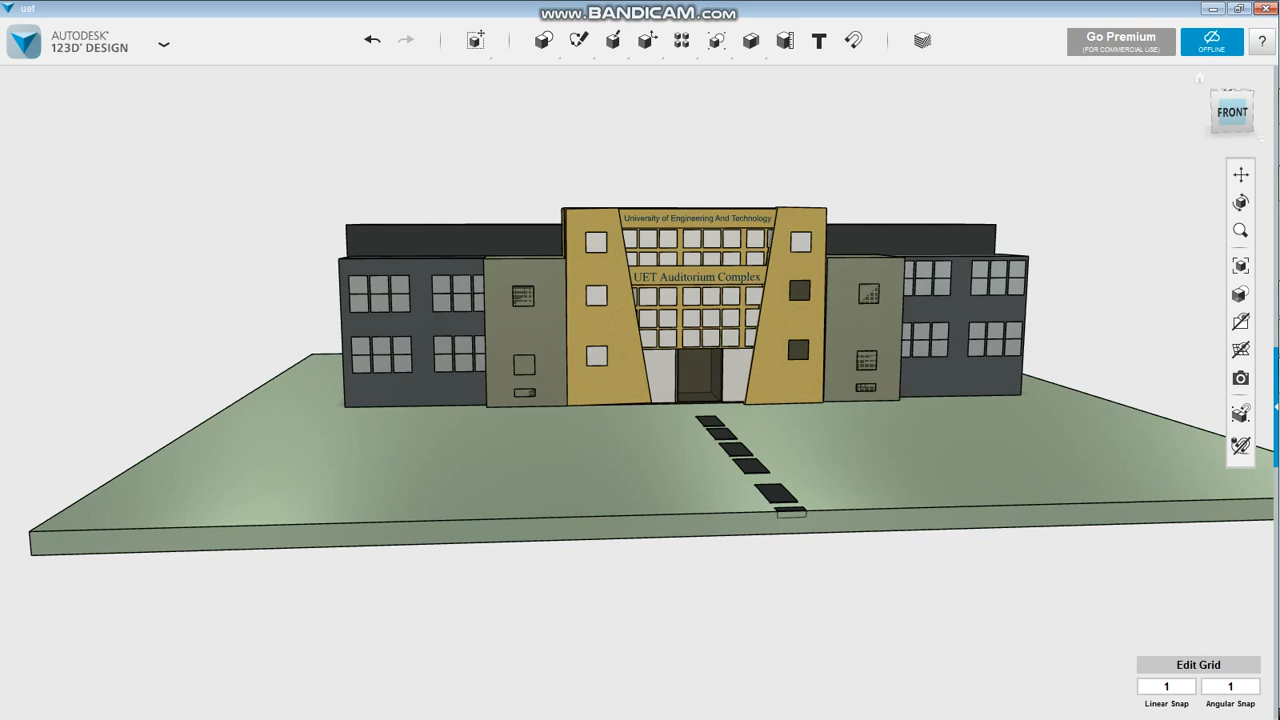 uet
www.BANDICAM.com
AUTODESK®
123D® DESIGN
Go Premium
(FOR COMMERCIAL USE)
OFFLINE
?
FRONT
University of Engineering And Technology
UET Auditorium Complex
Edit Grid
1
1
Linear Snap
Angular Snap